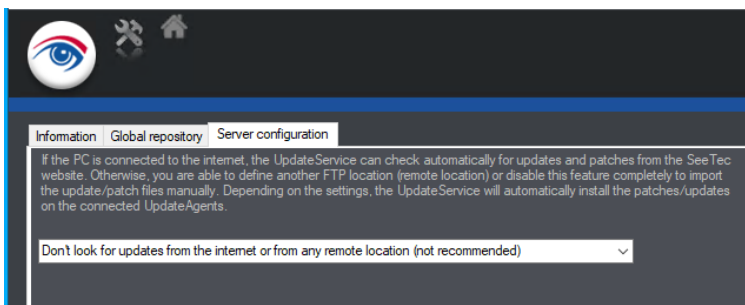 Information Global repository Server configuration
If the PC is connected to the internet, the UpdateService can check automatically for updates and patches from the SeeTec
website. Otherwise, you are able to define another FTP location (remote location) or disable this feature completely to import
the update/patch files manually. Depending on the settings, the UpdateService will automatically install the patches/updates
on the connected UpdateAgents.
Don't look for updates from the internet or from any remote location (not recommended)